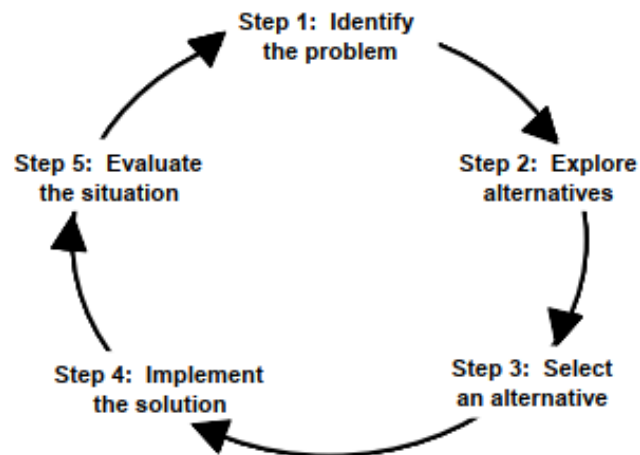 Step 1: Identify
the problem
Step 2: Explore
alternatives
Step 3: Select
an alternative
Step 4: Implement
the solution
Step 5: Evaluate
the situation